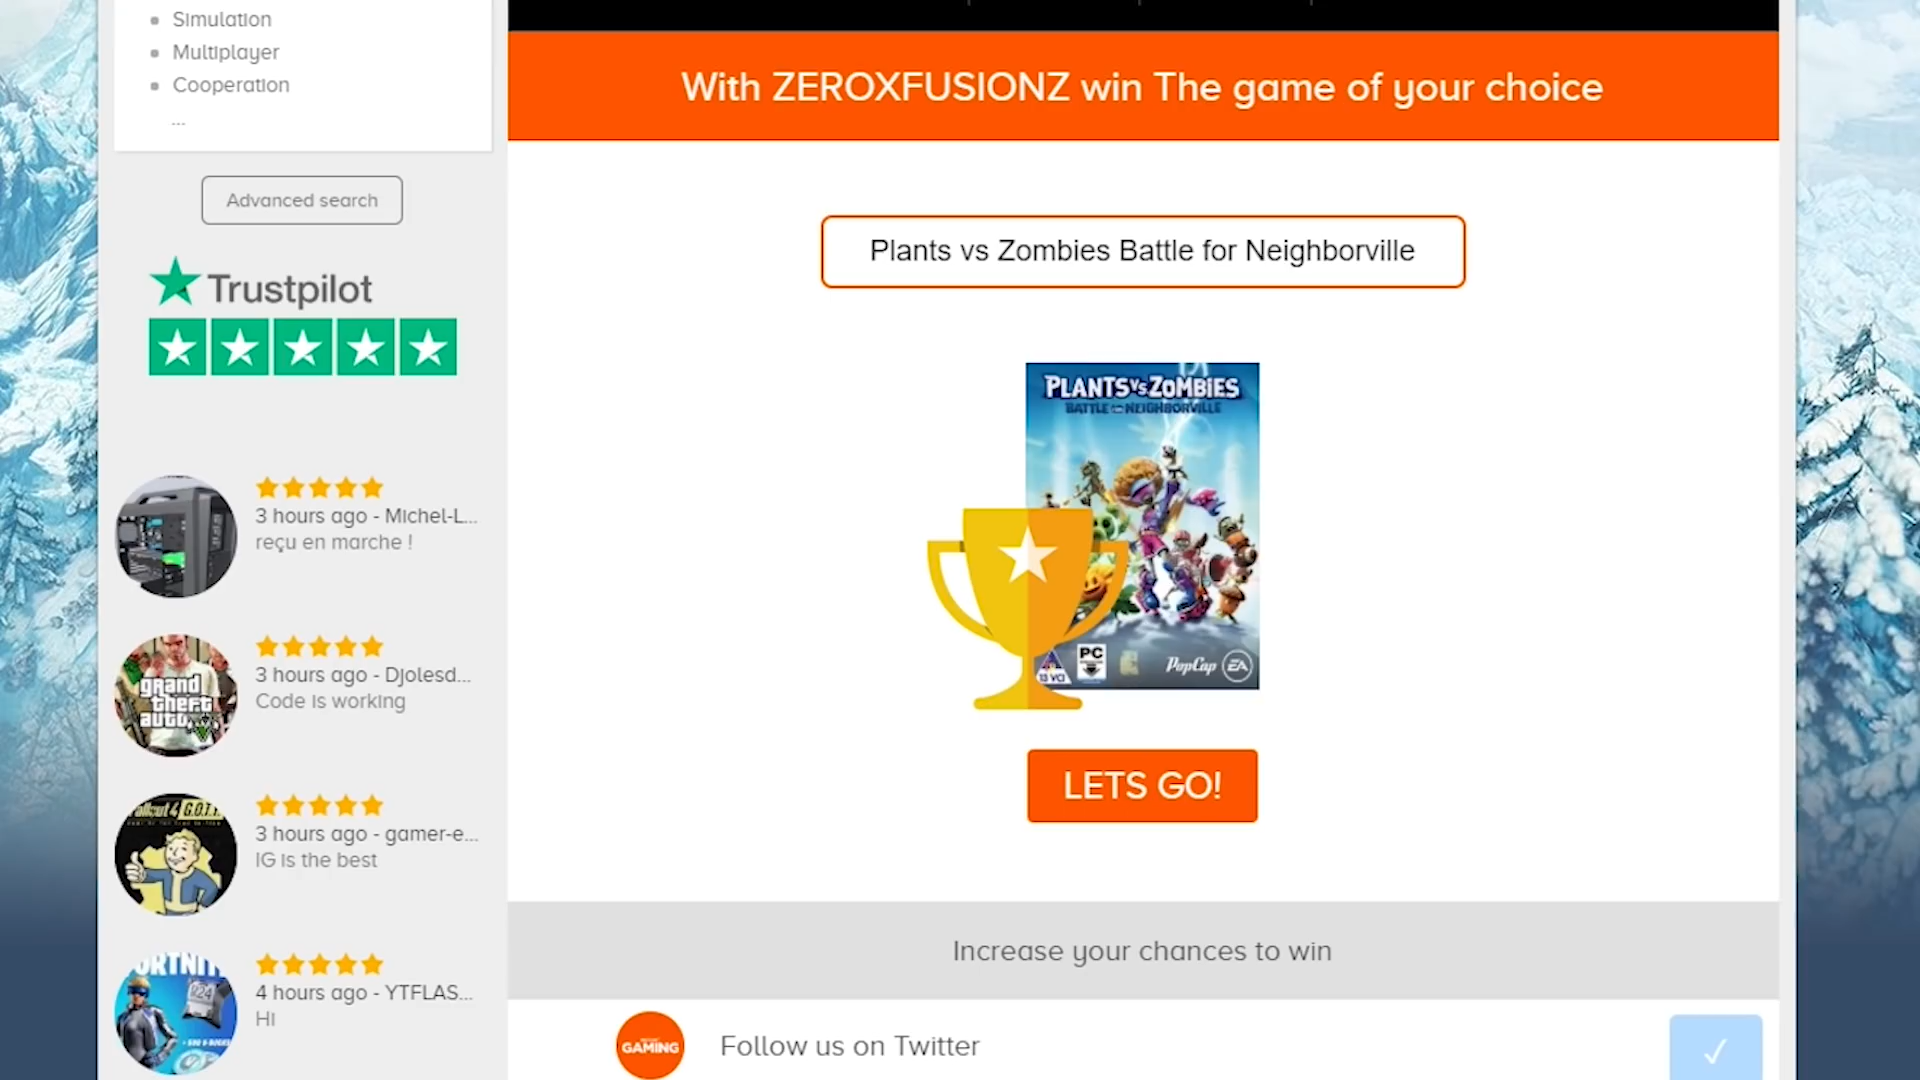 Simulation
Multiplayer
Cooperation
...
Advanced search
Trustpilot
3 hours ago - Michel-L...
reçu en marche !
3 hours ago - Djolesd...
grand
theft
auto
V
Code is working
3 hours ago - gamer-e...
IG is the best
4 hours ago - YTFLAS...
Hi
With ZEROXFUSIONZ win The game of your choice
Plants vs Zombies Battle for Neighborville
PLANTS VS ZOMBIES
BATTLE FOR NEIGHBORVILLE
PC
PopCap EA
LETS GO!
Increase your chances to win
GAMING
Follow us on Twitter